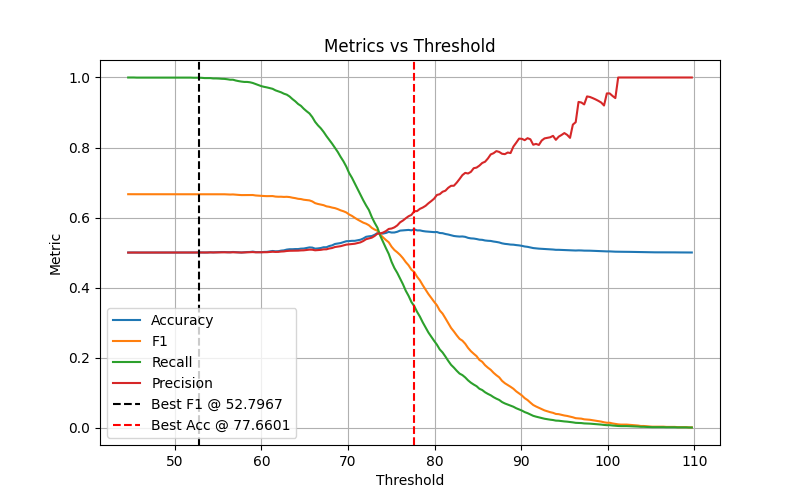 Metrics vs Threshold
Metric
1.0
0.8
0.6
0.4
0.2
0.0
Accuracy
F1
Recall
Precision
Best F1 @ 52.7967
Best Acc @ 77.6601
50 60 70 80 90 100 110
Threshold